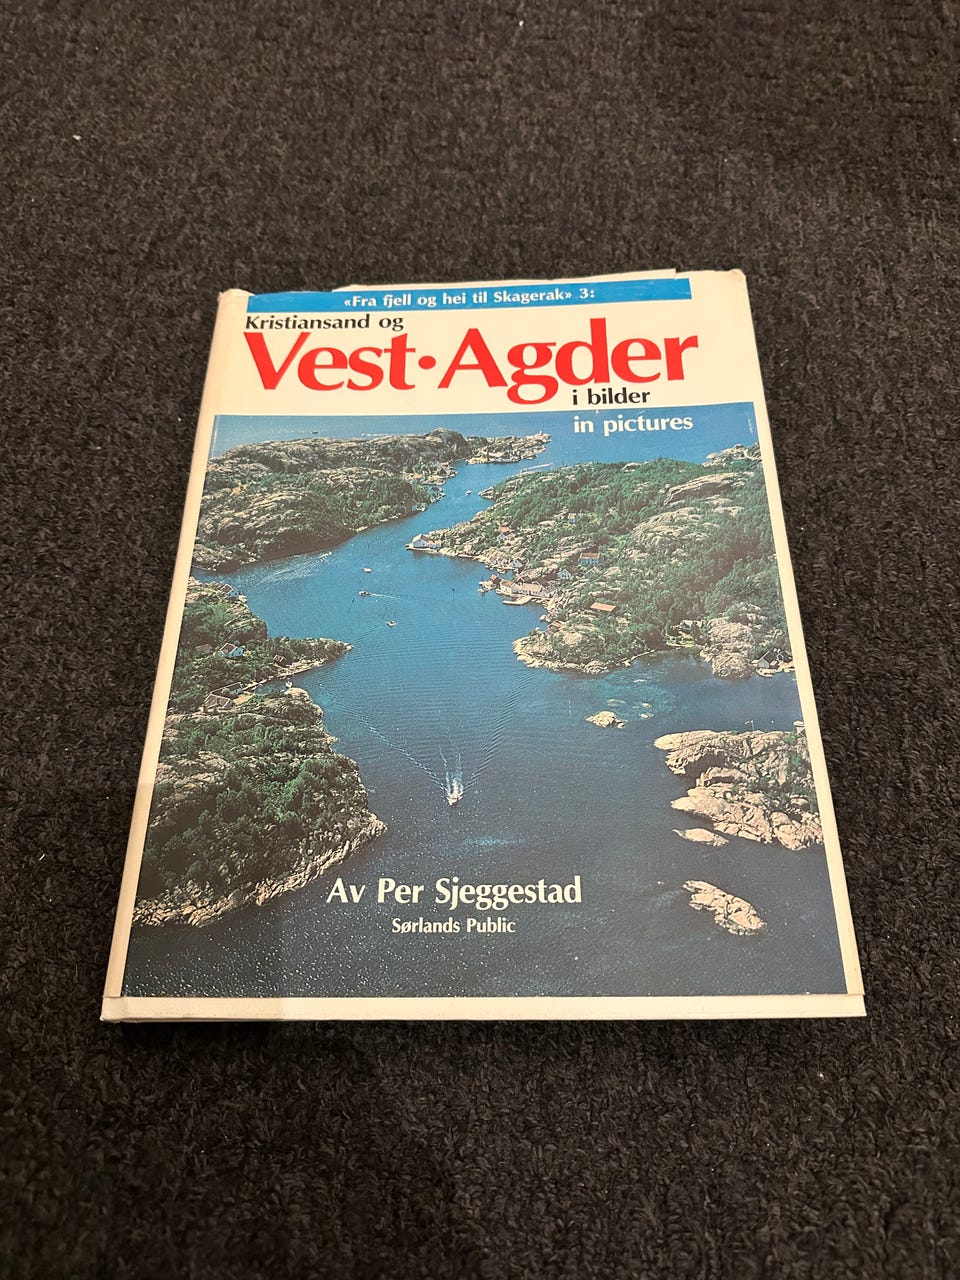 «Fra fjell og hei til Skagerak» 3:
Kristiansand og
Vest·Agder
i bilder
in pictures
Av Per Sjeggestad
Sørlands Public